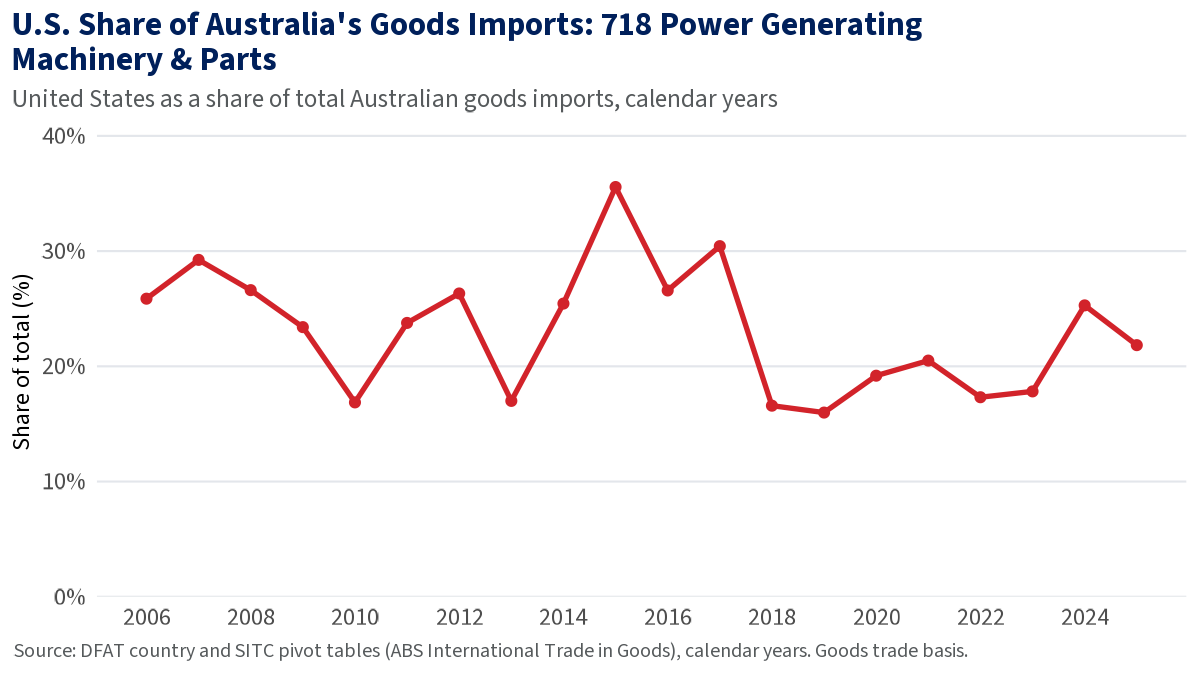 U.S. Share of Australia's Goods Imports: 718 Power Generating
Machinery & Parts
United States as a share of total Australian goods imports, calendar years
Share of total (%)
40%
30%
20%
10%
0%
2006 2008 2010 2012 2014 2016 2018 2020 2022 2024
Source: DFAT country and SITC pivot tables (ABS International Trade in Goods), calendar years. Goods trade basis.